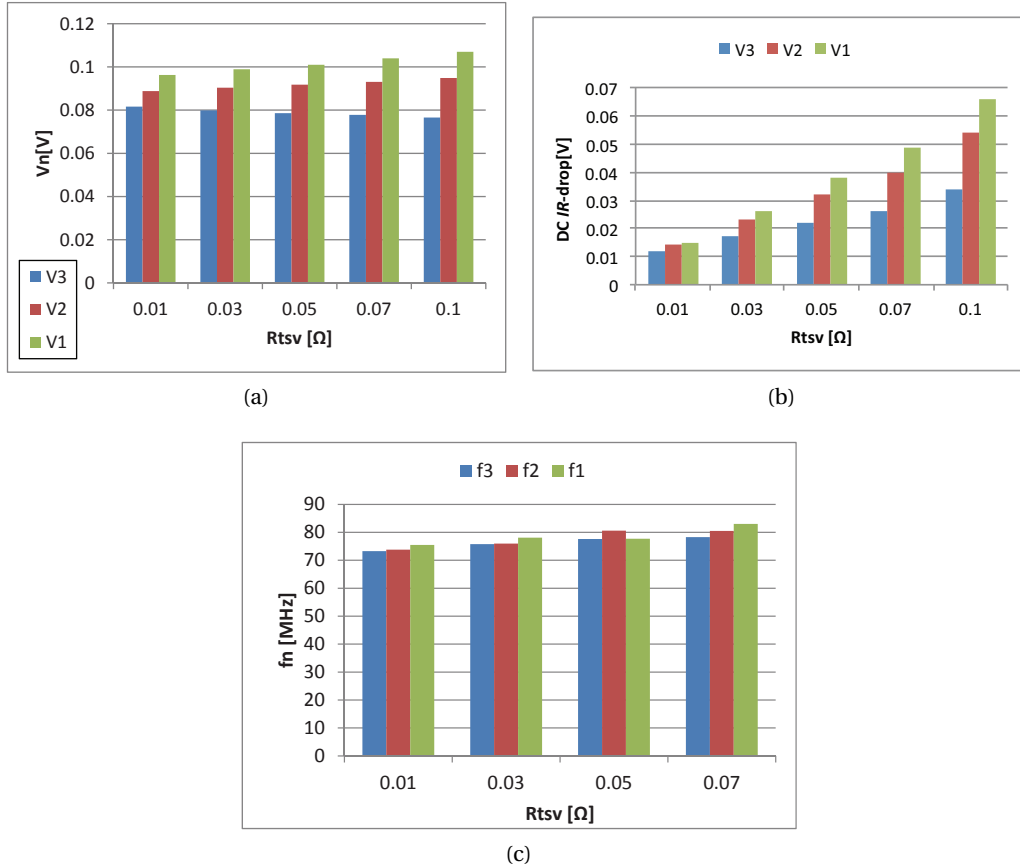 0.12
0.1
0.08
0.06
0.04
0.02
0
Vn[V]
0.01 0.03 0.05 0.07 0.1
Rtsv [Ω]
V3
V2
V1
(a)
V3 V2 V1
0.07
0.06
0.05
0.04
0.03
0.02
0.01
0
DC IR-drop[V]
0.01 0.03 0.05 0.07 0.1
Rtsv [Ω]
(b)
f3 f2 f1
90
80
70
60
50
40
30
20
10
0
fn [MHz]
0.01 0.03 0.05 0.07
Rtsv [Ω]
(c)